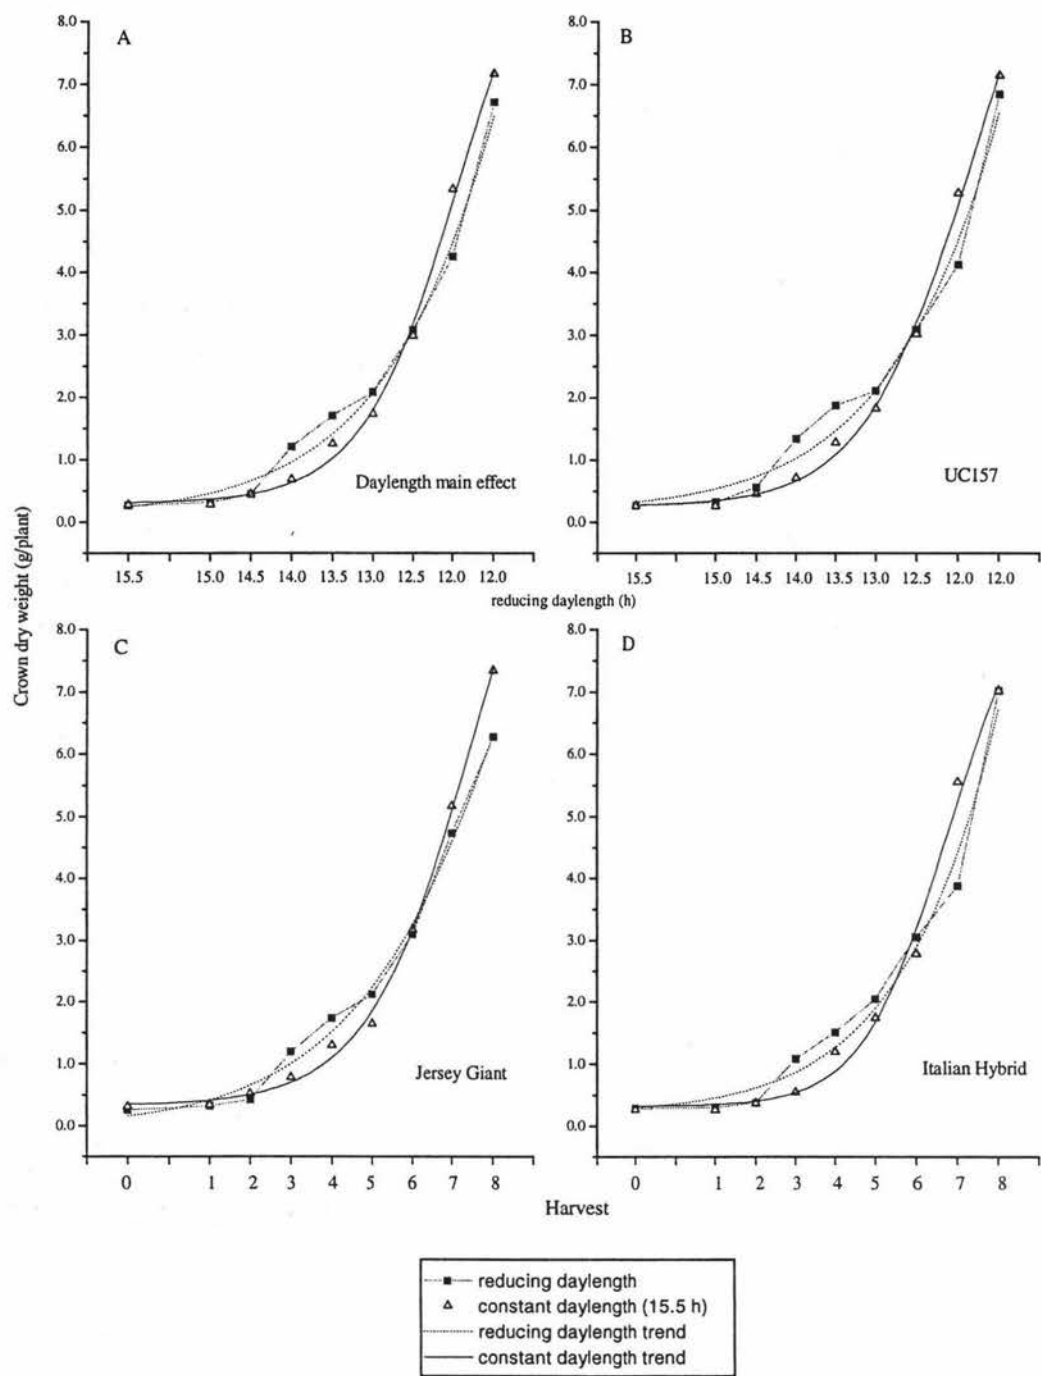 A
8.0
7.0
6.0
5.0
4.0
3.0
2.0
1.0
0.0
Daylength main effect
15.5 15.0 14.5 14.0 13.5 13.0 12.5 12.0 12.0
B
8.0
7.0
6.0
5.0
4.0
3.0
2.0
1.0
0.0
UC157
15.5 15.0 14.5 14.0 13.5 13.0 12.5 12.0 12.0
reducing daylength (h)
Crown dry weight (g/plant)
C
8.0
7.0
6.0
5.0
4.0
3.0
2.0
1.0
0.0
Jersey Giant
0 1 2 3 4 5 6 7 8
D
8.0
7.0
6.0
5.0
4.0
3.0
2.0
1.0
0.0
Italian Hybrid
0 1 2 3 4 5 6 7 8
Harvest
reducing daylength
constant daylength (15.5 h)
reducing daylength trend
constant daylength trend